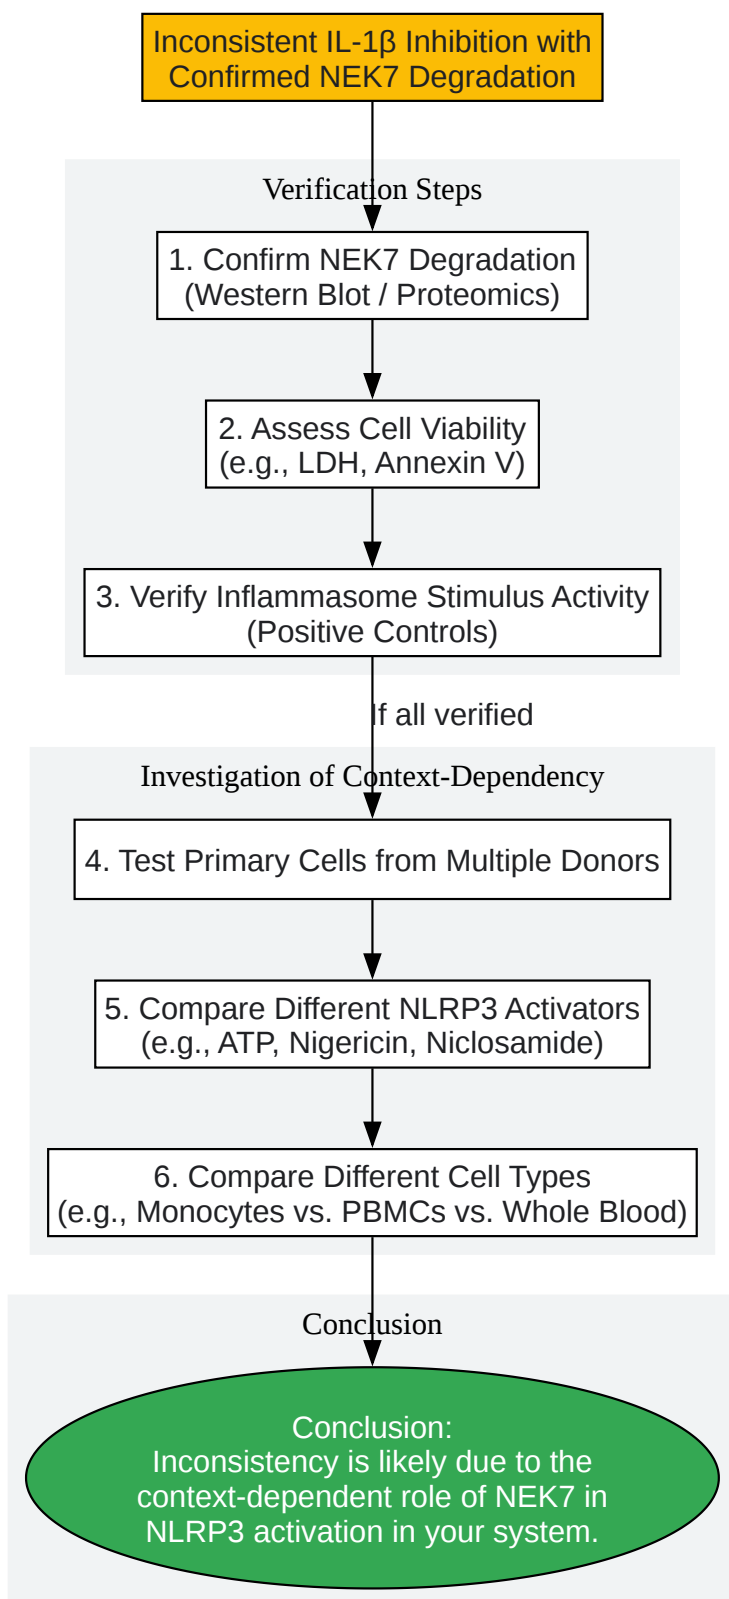 Inconsistent IL-1β Inhibition with
Confirmed NEK7 Degradation
Verification Steps
1. Confirm NEK7 Degradation
(Western Blot / Proteomics)
2. Assess Cell Viability
(e.g., LDH, Annexin V)
3. Verify Inflammasome Stimulus Activity
(Positive Controls)
If all verified
Investigation of Context-Dependency
4. Test Primary Cells from Multiple Donors
5. Compare Different NLRP3 Activators
(e.g., ATP, Nigericin, Niclosamide)
6. Compare Different Cell Types
(e.g., Monocytes vs. PBMCs vs. Whole Blood)
Conclusion
Conclusion:
Inconsistency is likely due to the
context-dependent role of NEK7 in
NLRP3 activation in your system.